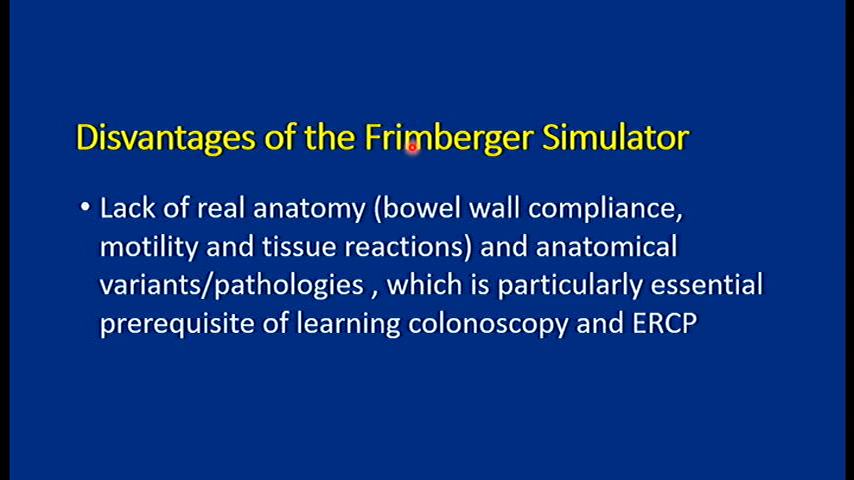 Disvantages of the Frimberger Simulator
• Lack of real anatomy (bowel wall compliance,
motility and tissue reactions) and anatomical
variants/pathologies , which is particularly essential
prerequisite of learning colonoscopy and ERCP